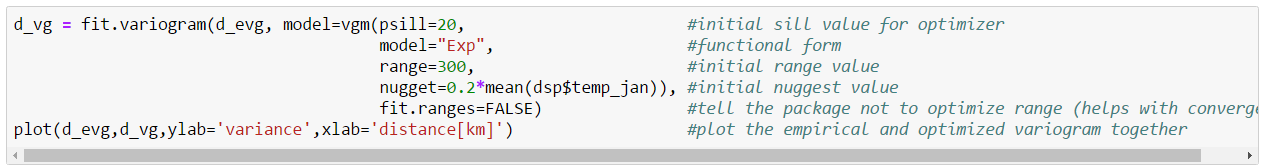 d_vg = fit.variogram(d_evg, model=vgm(psill=20, #initial sill value for optimizer
model="Exp", #functional form
range=300, #initial range value
nugget=0.2*mean(dsp$temp_jan)), #initial nuggest value
fit.ranges=FALSE) #tell the package not to optimize range (helps with converge
plot(d_evg,d_vg,ylab='variance',xlab='distance[km]') #plot the empirical and optimized variogram together